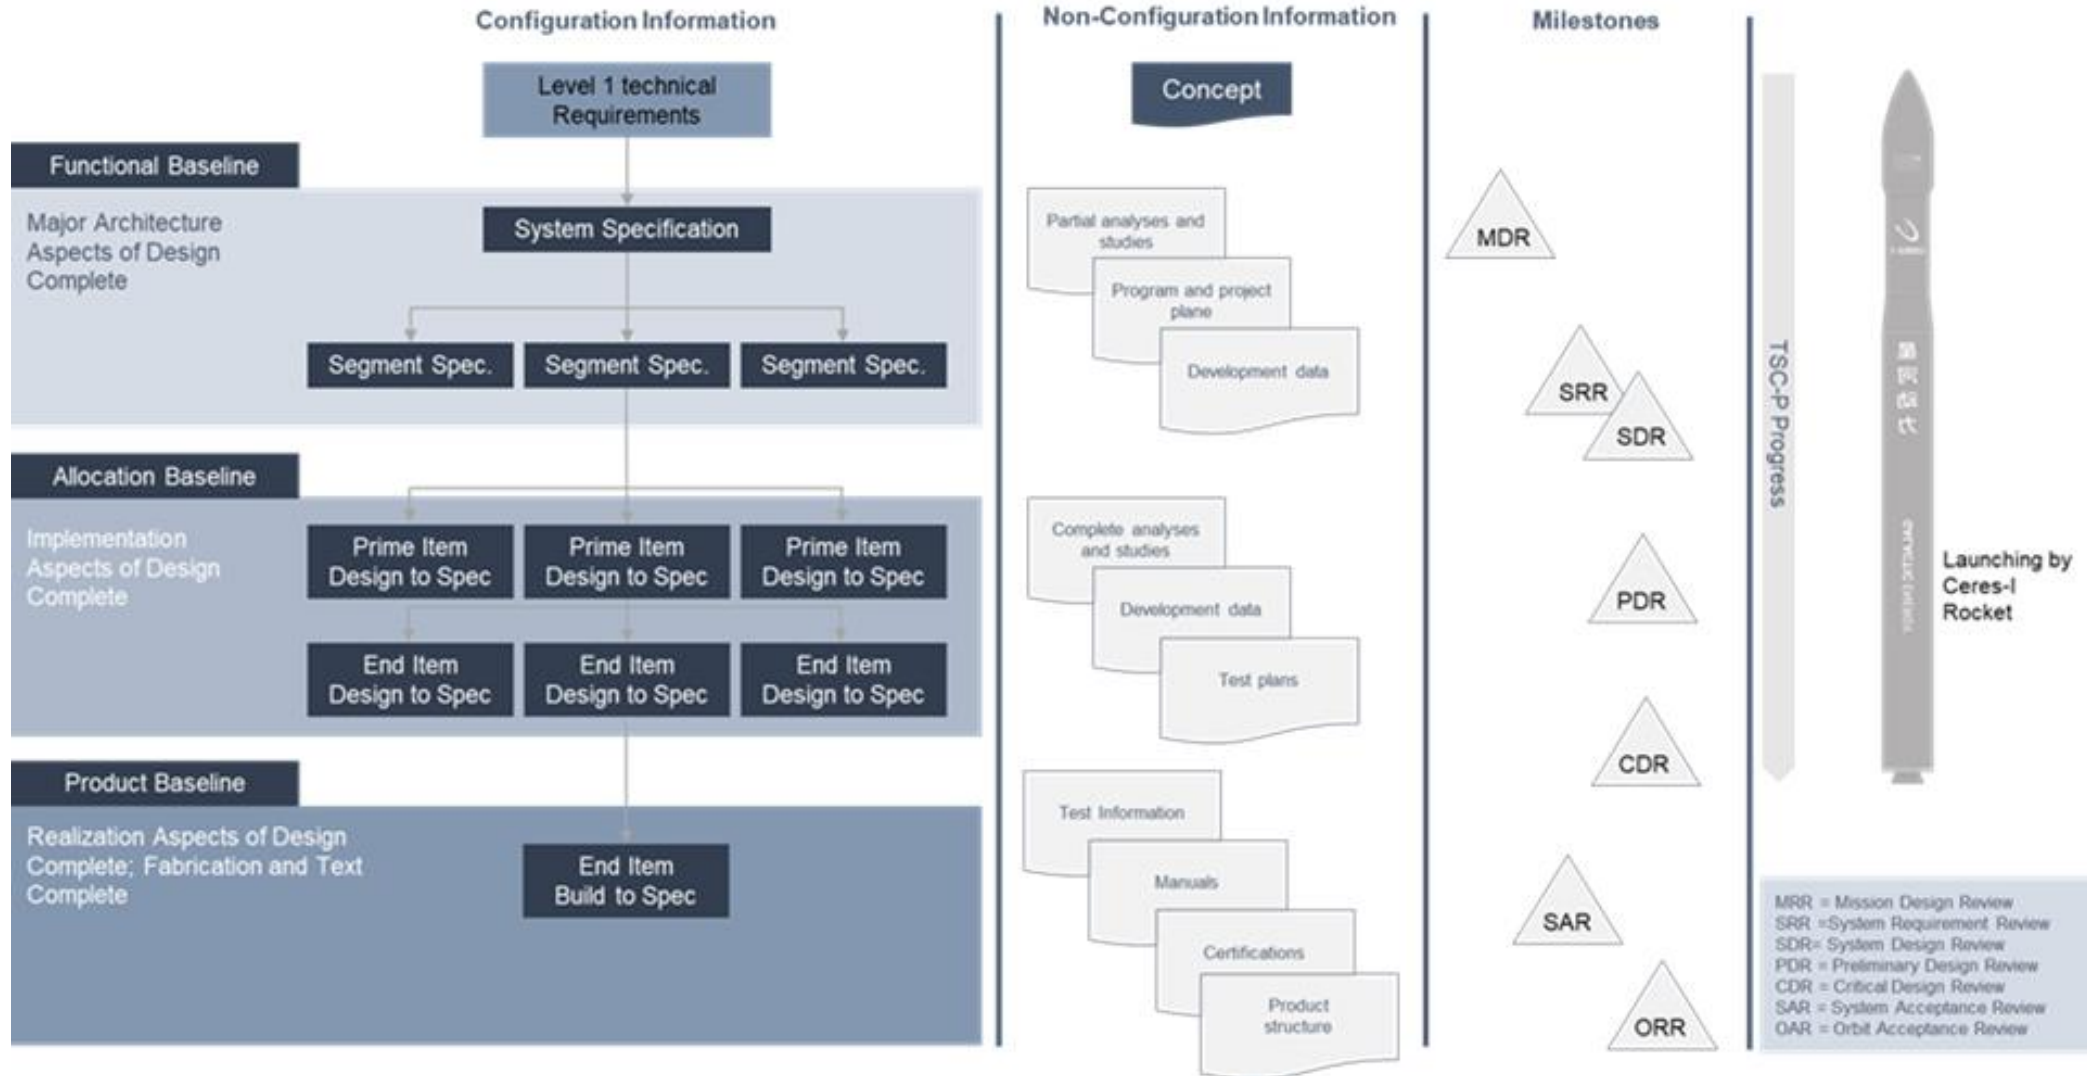 Configuration Information
Non-Configuration Information
Milestones
Level 1 technical
Requirements
Concept
Functional Baseline
Major Architecture
Aspects of Design
Complete
System Specification
Segment Spec.
Segment Spec.
Segment Spec.
Partial analyses and
studies
Program and project
plane
Development data
MDR
SRR
SDR
Allocation Baseline
Implementation
Aspects of Design
Complete
Prime Item
Design to Spec
Prime Item
Design to Spec
Prime Item
Design to Spec
End Item
Design to Spec
End Item
Design to Spec
End Item
Design to Spec
Complete analyses
and studies
Development data
Test plans
PDR
CDR
Product Baseline
Realization Aspects of Design
Complete; Fabrication and Text
Complete
End Item
Build to Spec
Test Information
Manuals
Certifications
Product
structure
SAR
ORR
TSC-P Progress
Launching by
Ceres-I
Rocket
MRR = Mission Design Review
SRR =System Requirement Review
SDR= System Design Review
PDR = Preliminary Design Review
CDR = Critical Design Review
SAR = System Acceptance Review
OAR = Orbit Acceptance Review